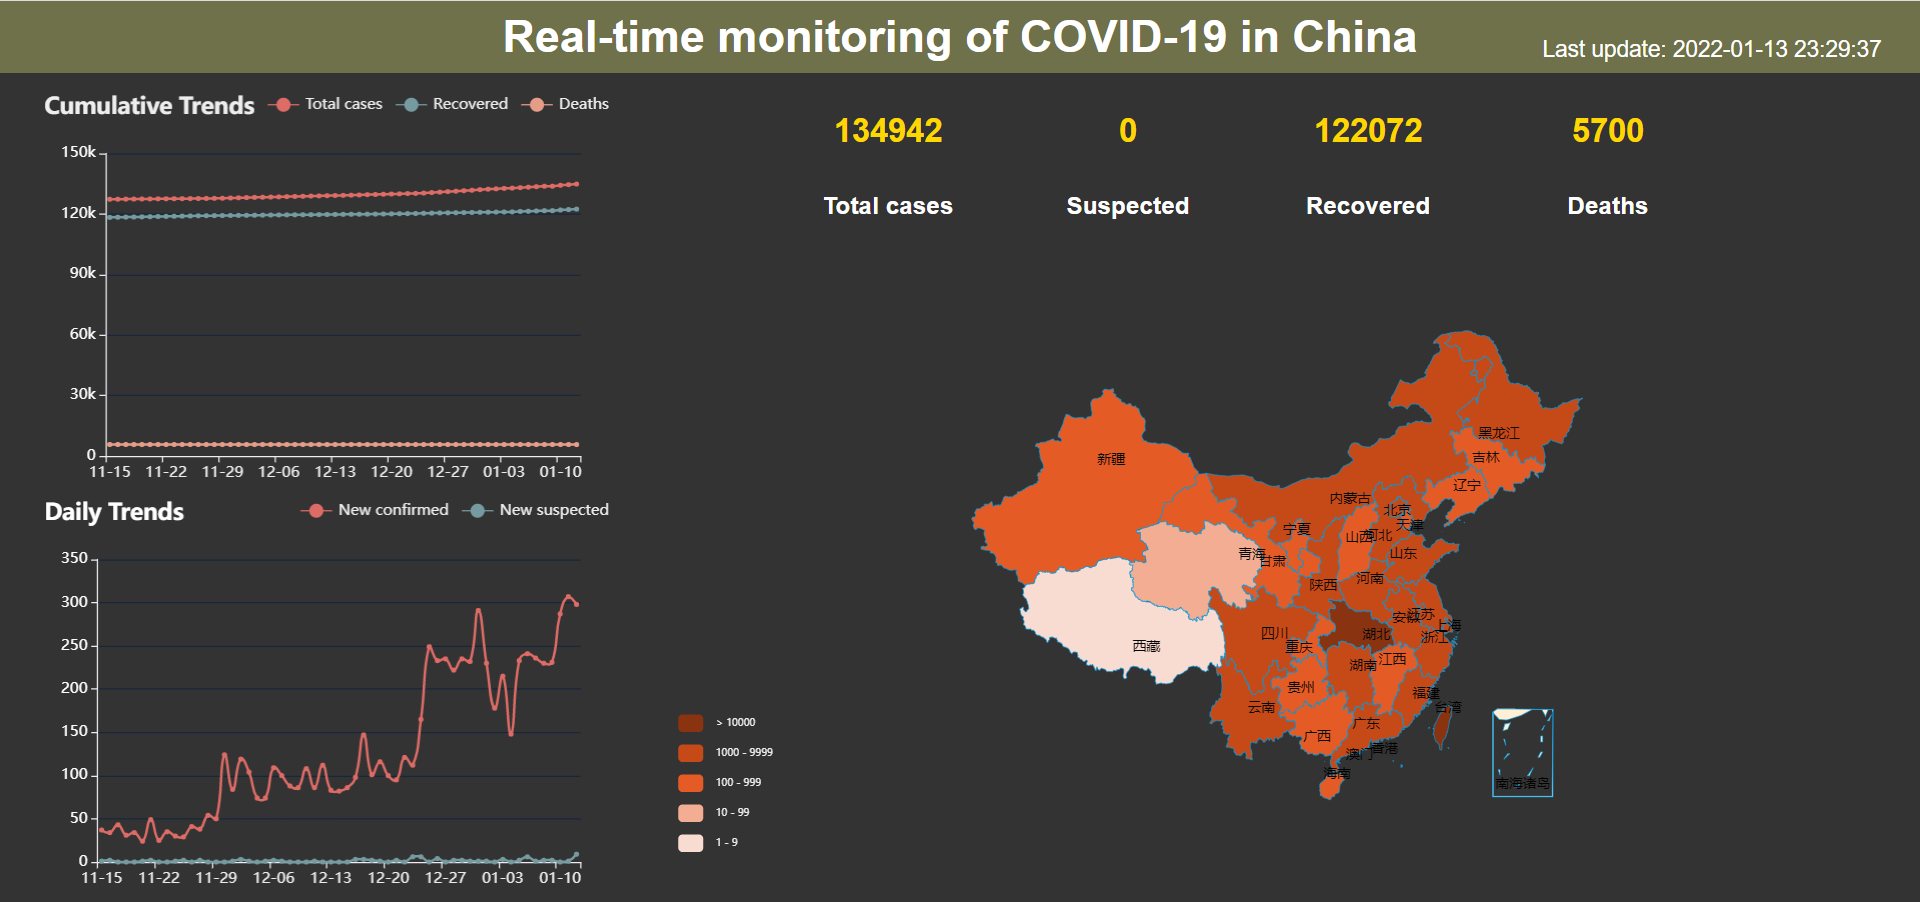 Real-time monitoring of COVID-19 in China
Last update: 2022-01-13 23:29:37
Cumulative Trends
Total cases
Recovered
Deaths
150k
120k
90k
60k
30k
0
11-15 11-22 11-29 12-06 12-13 12-20 12-27 01-03 01-10
Daily Trends
New confirmed
New suspected
350
300
250
200
150
100
50
0
11-15 11-22 11-29 12-06 12-13 12-20 12-27 01-03 01-10
134942 0 122072 5700
Total cases Suspected Recovered Deaths
黑龙江
吉林
新疆
辽宁
内蒙古
北京
天津
宁夏
山西
河北
青海
甘肃
山东
河南
陕西
安徽
江苏
上海
四川
湖北
浙江
重庆
西藏
湖南
江西
贵州
福建
云南
台湾
广东
广西
澳门
香港
海南
南海诸岛
> 10000
1000 - 9999
100 - 999
10 - 99
1 - 9